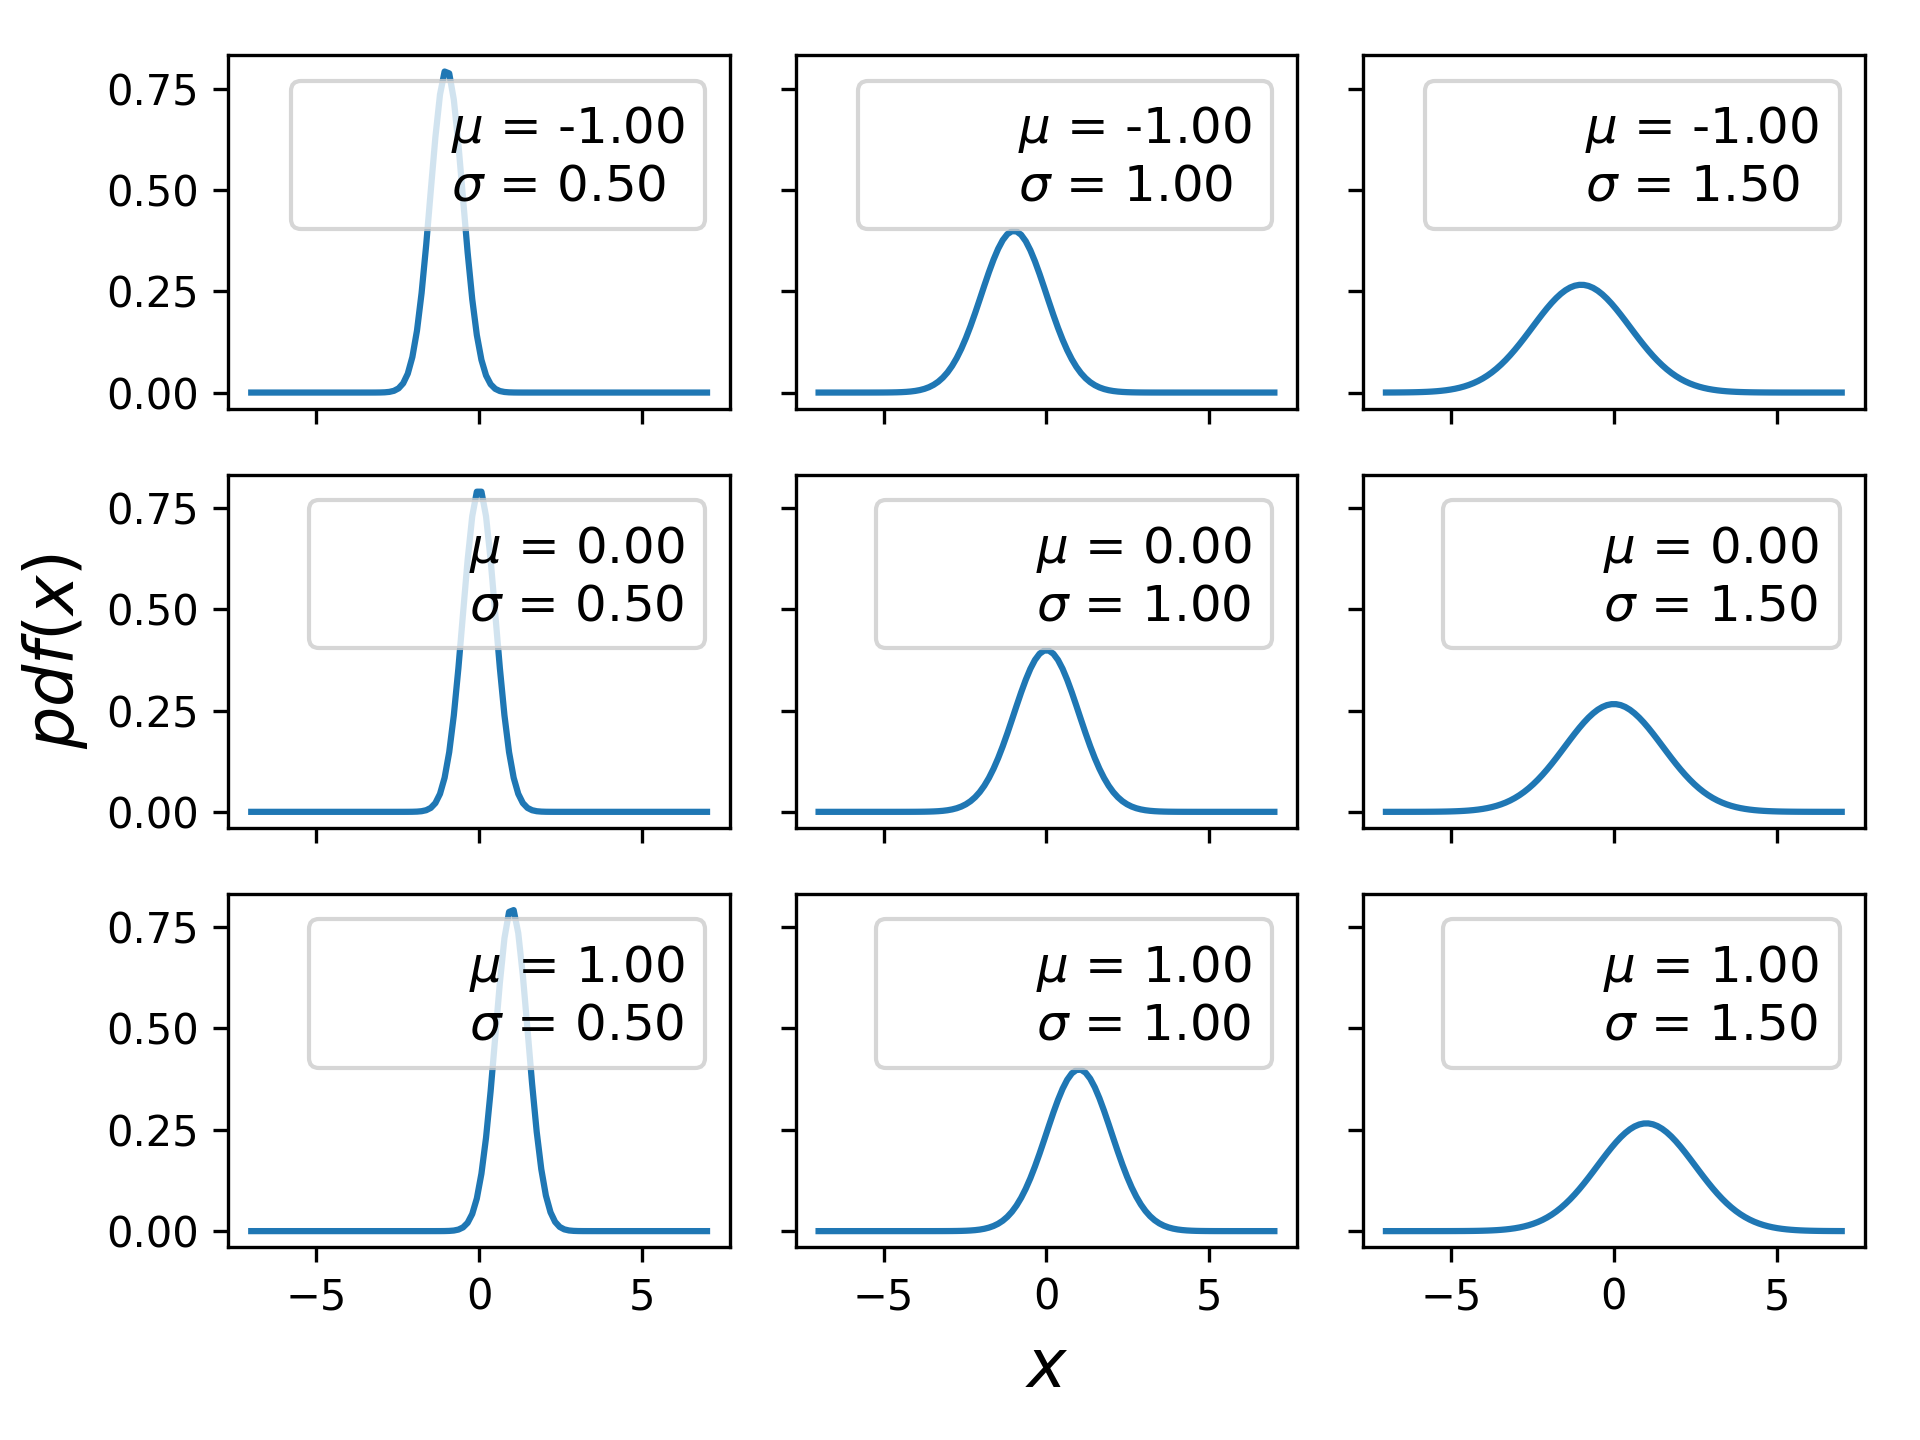 0.75
0.50
0.25
0.00
μ = -1.00
σ = 0.50
μ = -1.00
σ = 1.00
μ = -1.00
σ = 1.50
pdf(x)
0.75
0.50
0.25
0.00
μ = 0.00
σ = 0.50
μ = 0.00
σ = 1.00
μ = 0.00
σ = 1.50
0.75
0.50
0.25
0.00
μ = 1.00
σ = 0.50
μ = 1.00
σ = 1.00
μ = 1.00
σ = 1.50
−5 0 5
−5 0 5
−5 0 5
x